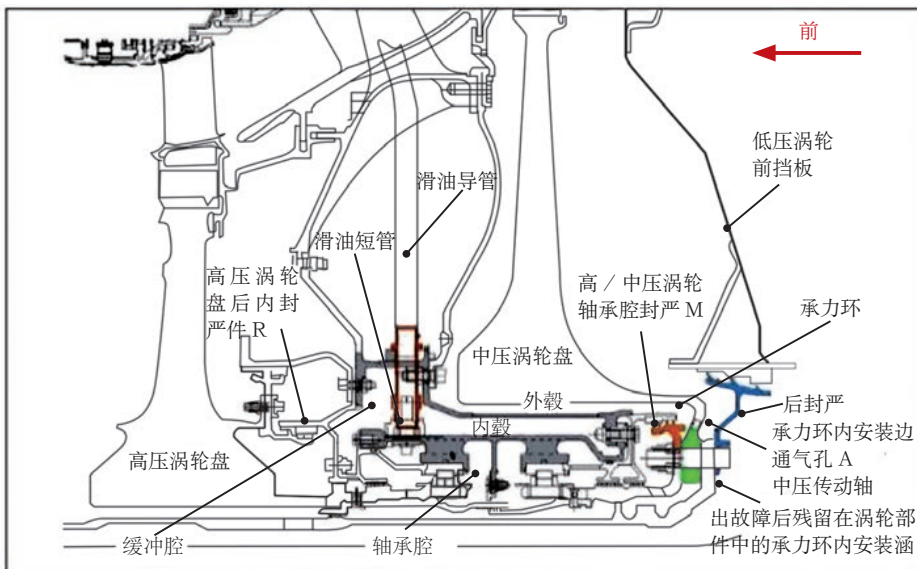 前
低压涡轮
前挡板
滑油导管
滑油短管
高压涡轮
盘后内封
严件 R
高 / 中压涡轮
轴承腔封严 M
承力环
中压涡轮盘
外毂
内毂
后封严
承力环内安装边
通气孔 A
中压传动轴
高压涡轮盘
出故障后残留在涡轮部
件中的承力环内安装涵
缓冲腔
轴承腔